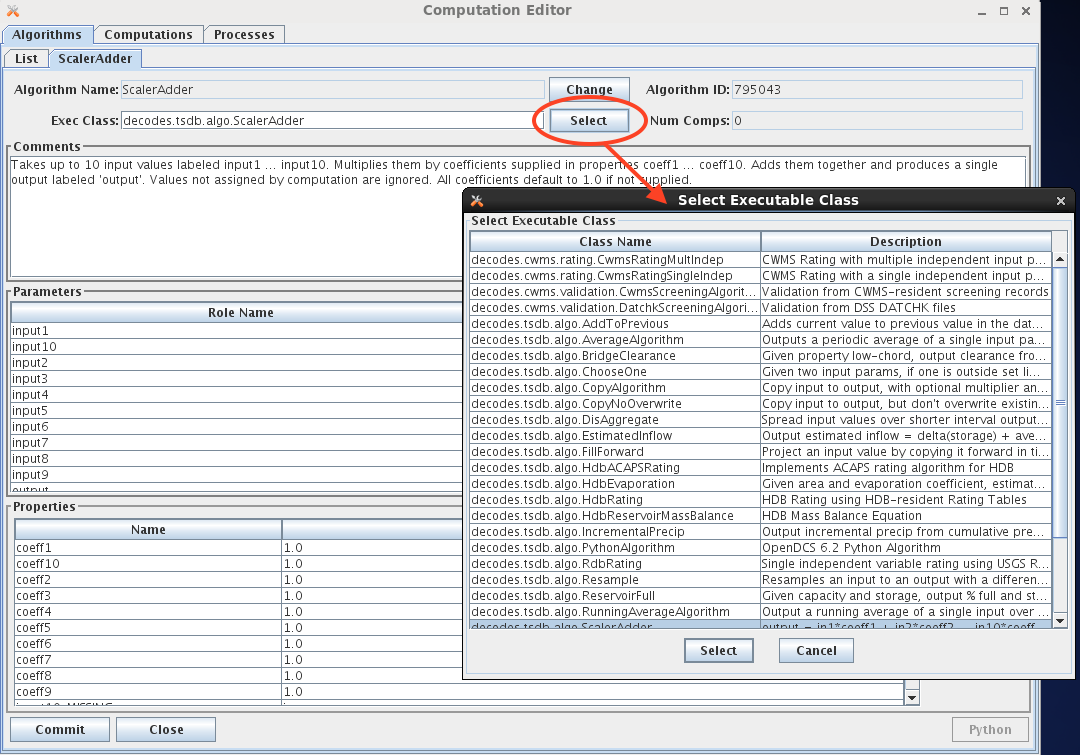 Computation Editor
Algorithms Computations Processes
List ScalerAdder
Algorithm Name: ScalerAdder Change Algorithm ID: 795043
Exec Class: decodes.tsdb.algo.ScalerAdder Select Num Comps: 0
Comments
Takes up to 10 input values labeled input1 ... input10. Multiplies them by coefficients supplied in properties coeff1 ... coeff10. Adds them together and produces a single
output labeled 'output'. Values not assigned by computation are ignored. All coefficients default to 1.0 if not supplied.
Parameters
Role Name
input1
input10
input2
input3
input4
input5
input6
input7
input8
input9
output
Properties
Name
coeff1 1.0
coeff10 1.0
coeff2 1.0
coeff3 1.0
coeff4 1.0
coeff5 1.0
coeff6 1.0
coeff7 1.0
coeff8 1.0
coeff9 1.0
Commit Close Python
Select Executable Class
Select Executable Class
Class Name Description
decodes.cwms.rating.CwmsRatingMultIndep CWMS Rating with multiple independent input p...
decodes.cwms.rating.CwmsRatingSingleIndep CWMS Rating with a single independent input p...
decodes.cwms.validation.CwmsScreeningAlgorit... Validation from CWMS-resident screening records
decodes.cwms.validation.DatchkScreeningAlgori... Validation from DSS DATCHK files
decodes.tsdb.algo.AddToPrevious Adds current value to previous value in the dat...
decodes.tsdb.algo.AverageAlgorithm Outputs a periodic average of a single input pa...
decodes.tsdb.algo.BridgeClearance Given property low-chord, output clearance fro...
decodes.tsdb.algo.ChooseOne Given two input params, if one is outside set li...
decodes.tsdb.algo.CopyAlgorithm Copy input to output, with optional multiplier an...
decodes.tsdb.algo.CopyNoOverwrite Copy input to output, but don't overwrite existin...
decodes.tsdb.algo.DisAggregate Spread input values over shorter interval output...
decodes.tsdb.algo.EstimatedInflow Output estimated inflow = delta(storage) + ave...
decodes.tsdb.algo.FillForward Project an input value by copying it forward in ti...
decodes.tsdb.algo.HdbACAPSRating Implements ACAPS rating algorithm for HDB
decodes.tsdb.algo.HdbEvaporation Given area and evaporation coefficient, estimat...
decodes.tsdb.algo.HdbRating HDB Rating using HDB-resident Rating Tables
decodes.tsdb.algo.HdbReservoirMassBalance HDB Mass Balance Equation
decodes.tsdb.algo.IncrementalPrecip Output incremental precip from cumulative pre...
decodes.tsdb.algo.PythonAlgorithm OpenDCS 6.2 Python Algorithm
decodes.tsdb.algo.RdbRating Single independent variable rating using USGS R...
decodes.tsdb.algo.Resample Resamples an input to an output with a differen...
decodes.tsdb.algo.ReservoirFull Given capacity and storage, output % full and st...
decodes.tsdb.algo.RunningAverageAlgorithm Output a running average of a single input over ...
decodes.tsdb.algo.ScalerAdder output = in1*coeff1 + in2*coeff2 ... in10*coeff...
Select Cancel